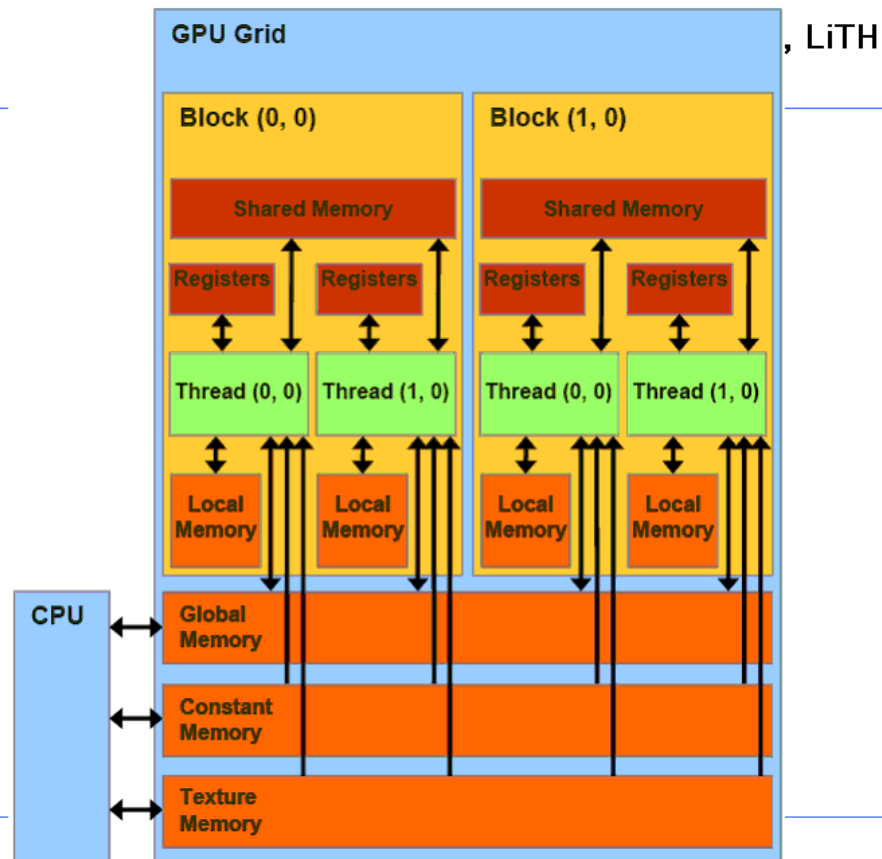 GPU Grid
, LiTH
Block (0, 0)
Block (1, 0)
Shared Memory
Shared Memory
Registers
Registers
Registers
Registers
Thread (0, 0)
Thread (1, 0)
Thread (0, 0)
Thread (1, 0)
Local
Memory
Local
Memory
Local
Memory
Local
Memory
CPU
Global
Memory
Constant
Memory
Texture
Memory